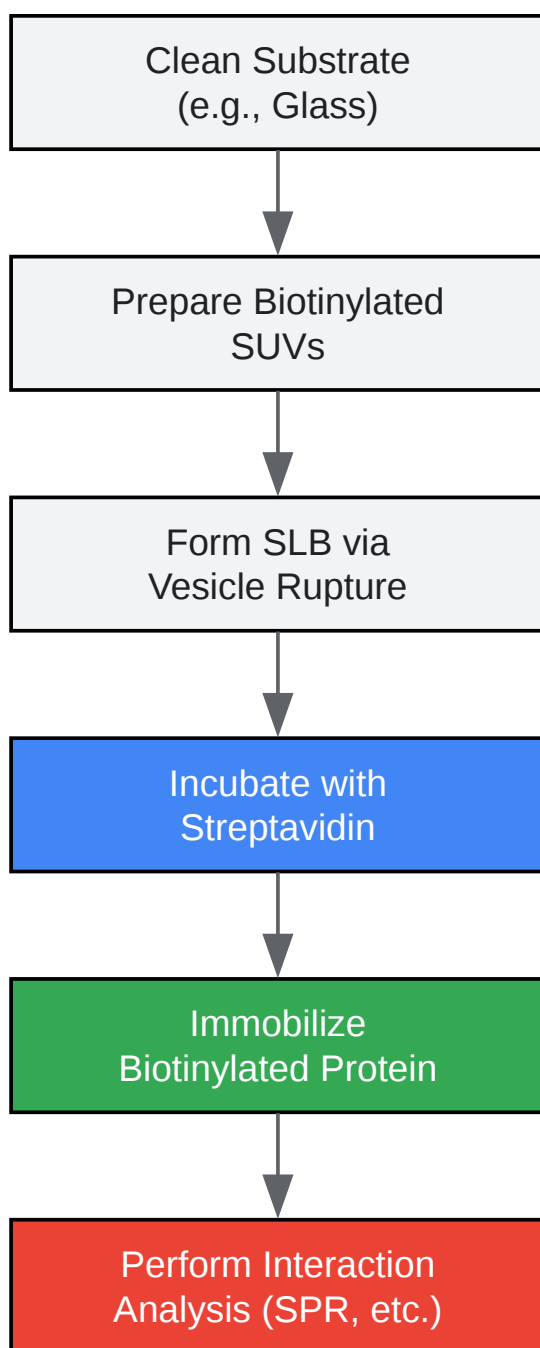 Clean Substrate
(e.g., Glass)
Prepare Biotinylated
SUVs
Form SLB via
Vesicle Rupture
Incubate with
Streptavidin
Immobilize
Biotinylated Protein
Perform Interaction
Analysis (SPR, etc.)